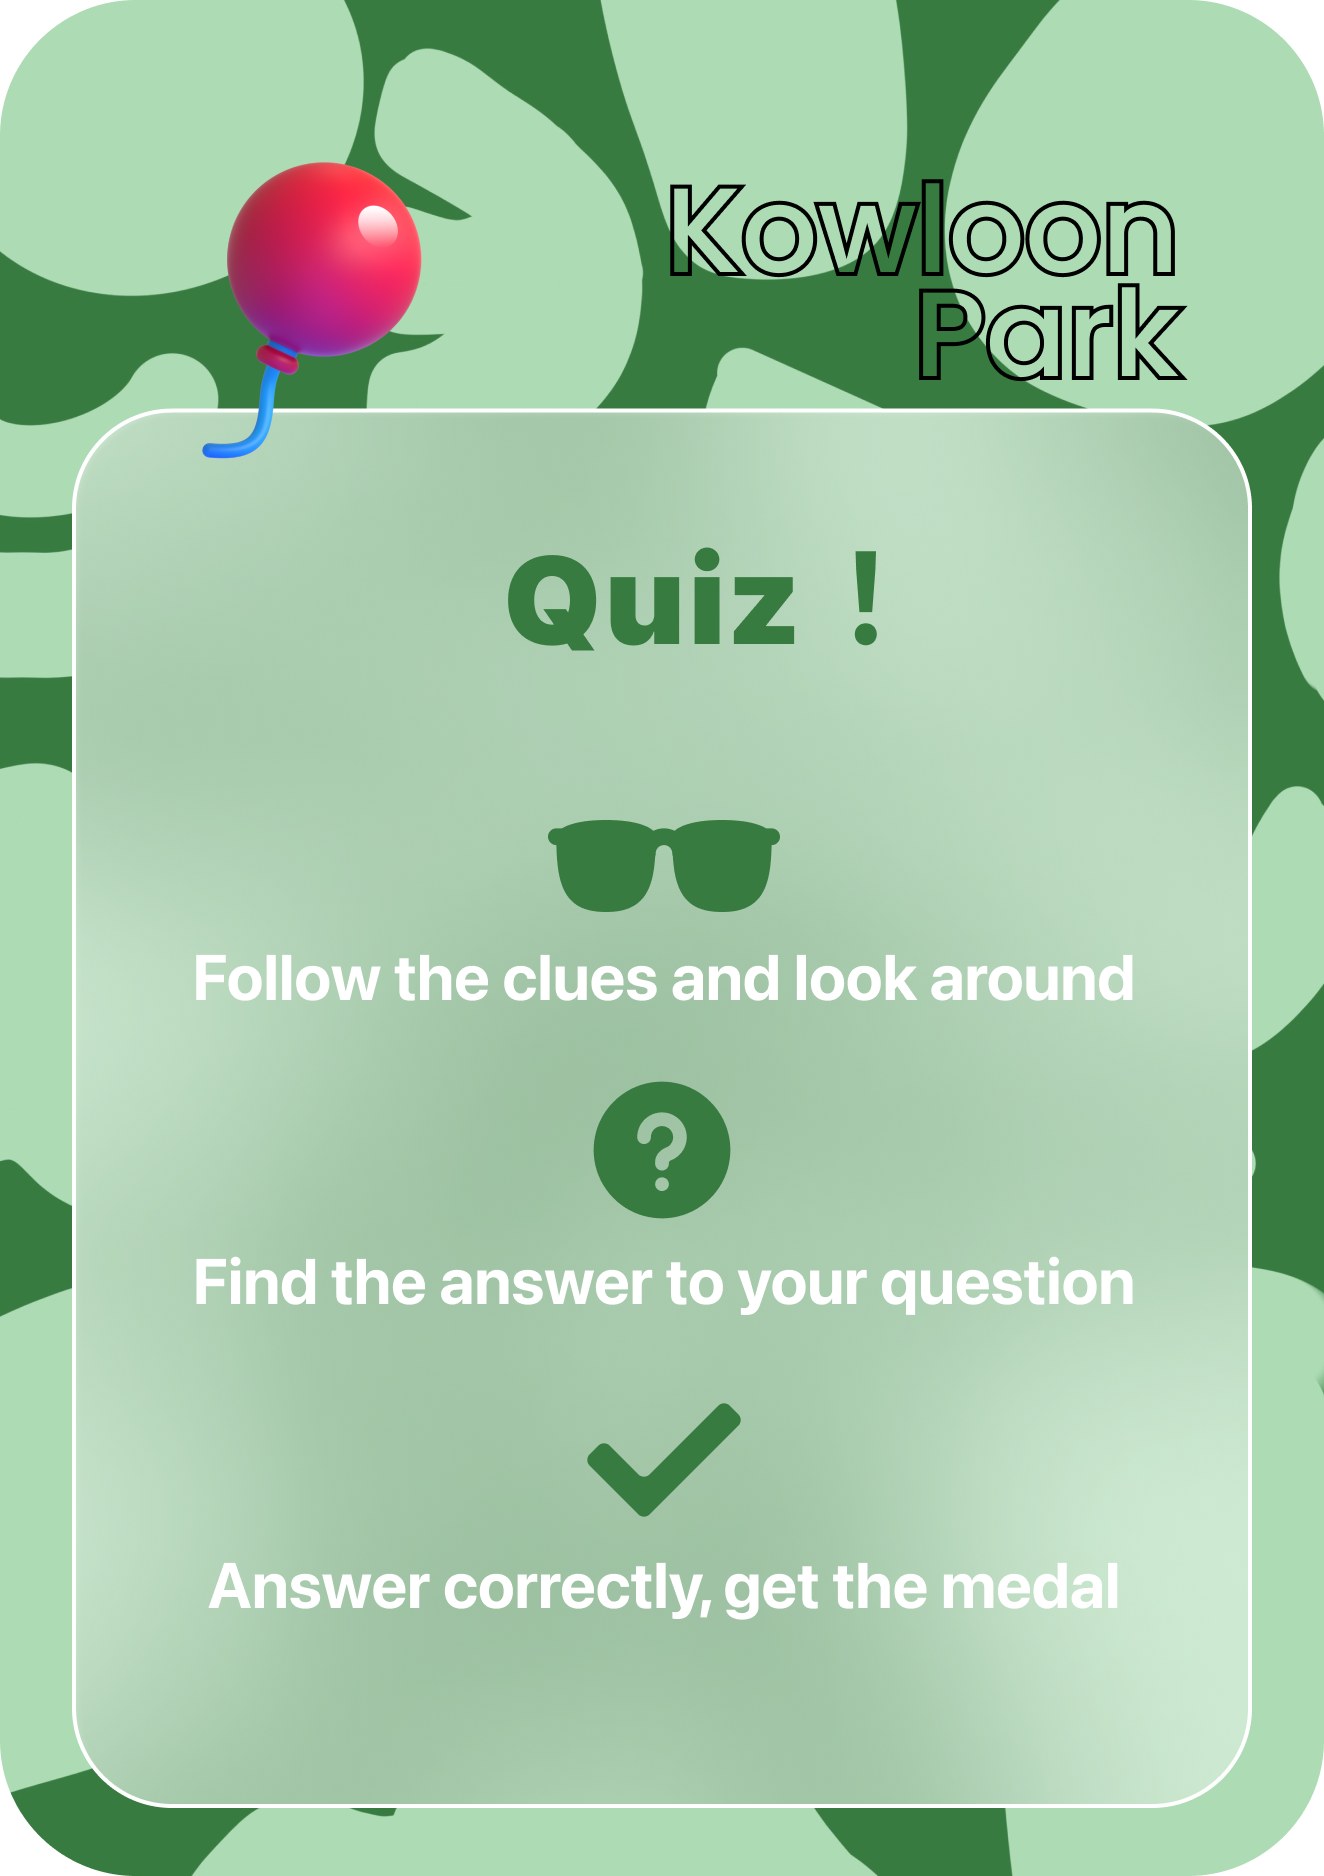 Kowloon
Park
Quiz !
Follow the clues and look around
?
Find the answer to your question
Answer correctly, get the medal